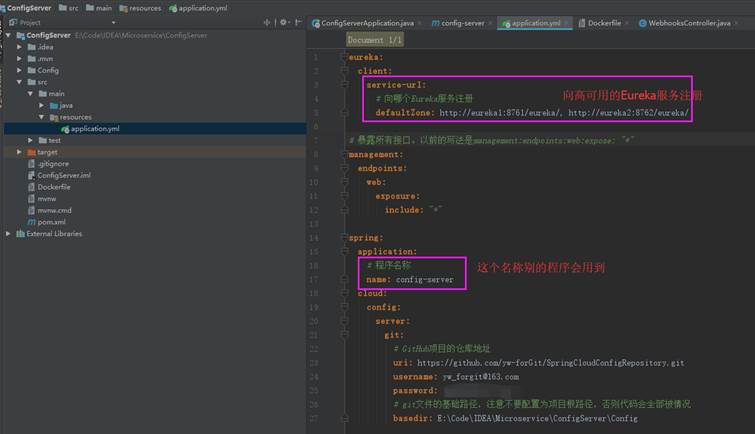 ConfigServer
src
main
resources
application.yml
Project
ConfigServer E:\Code\IDEA\Microservice\ConfigServer
.idea
.mvn
Config
src
main
java
resources
application.yml
test
target
.gitignore
ConfigServer.iml
Dockerfile
mvnw
mvnw.cmd
pom.xml
External Libraries
ConfigServerApplication.java
config-server
application.yml
Dockerfile
WebhooksController.java
Document 1/1
1 eureka:
2 client:
3 service-url:
4 # 向哪个Eureka服务注册
5 defaultZone: http://eureka1:8761/eureka/, http://eureka2:8762/eureka/
向高可用的Eureka服务注册
6
7 # 暴露所有接口，以前的写法是management:endpoints:web:expose: "*"
8 management:
9 endpoints:
10 web:
11 exposure:
12 include: "*"
13
14 spring:
15 application:
16 # 程序名称
17 name: config-server
这个名称别的程序会用到
18 cloud:
19 config:
20 server:
21 git:
22 # GitHub项目的仓库地址
23 uri: https://github.com/yw-forGit/SpringCloudConfigRepository.git
24 username: yw_forgit@163.com
25 password:
26 # git文件的基础路径，注意不要配置为项目根路径，否则代码会全部被情况
27 basedir: E:\Code\IDEA\Microservice\ConfigServer\Config